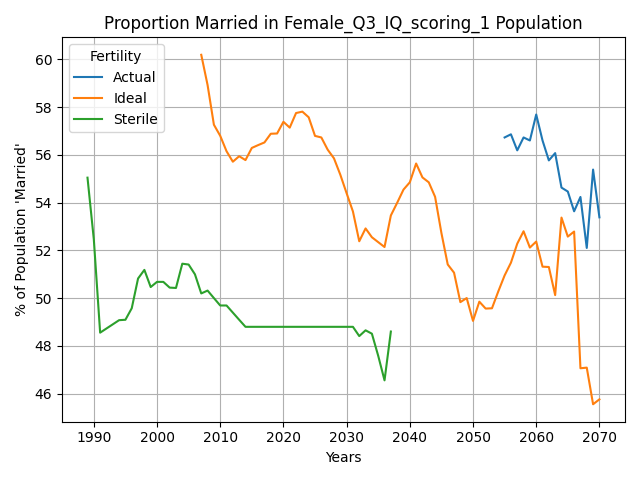 Proportion Married in Female_Q3_IQ_scoring_1 Population
Fertility
Actual
Ideal
Sterile
% of Population 'Married'
60
58
56
54
52
50
48
46
1990
2000
2010
2020
2030
2040
2050
2060
2070
Years